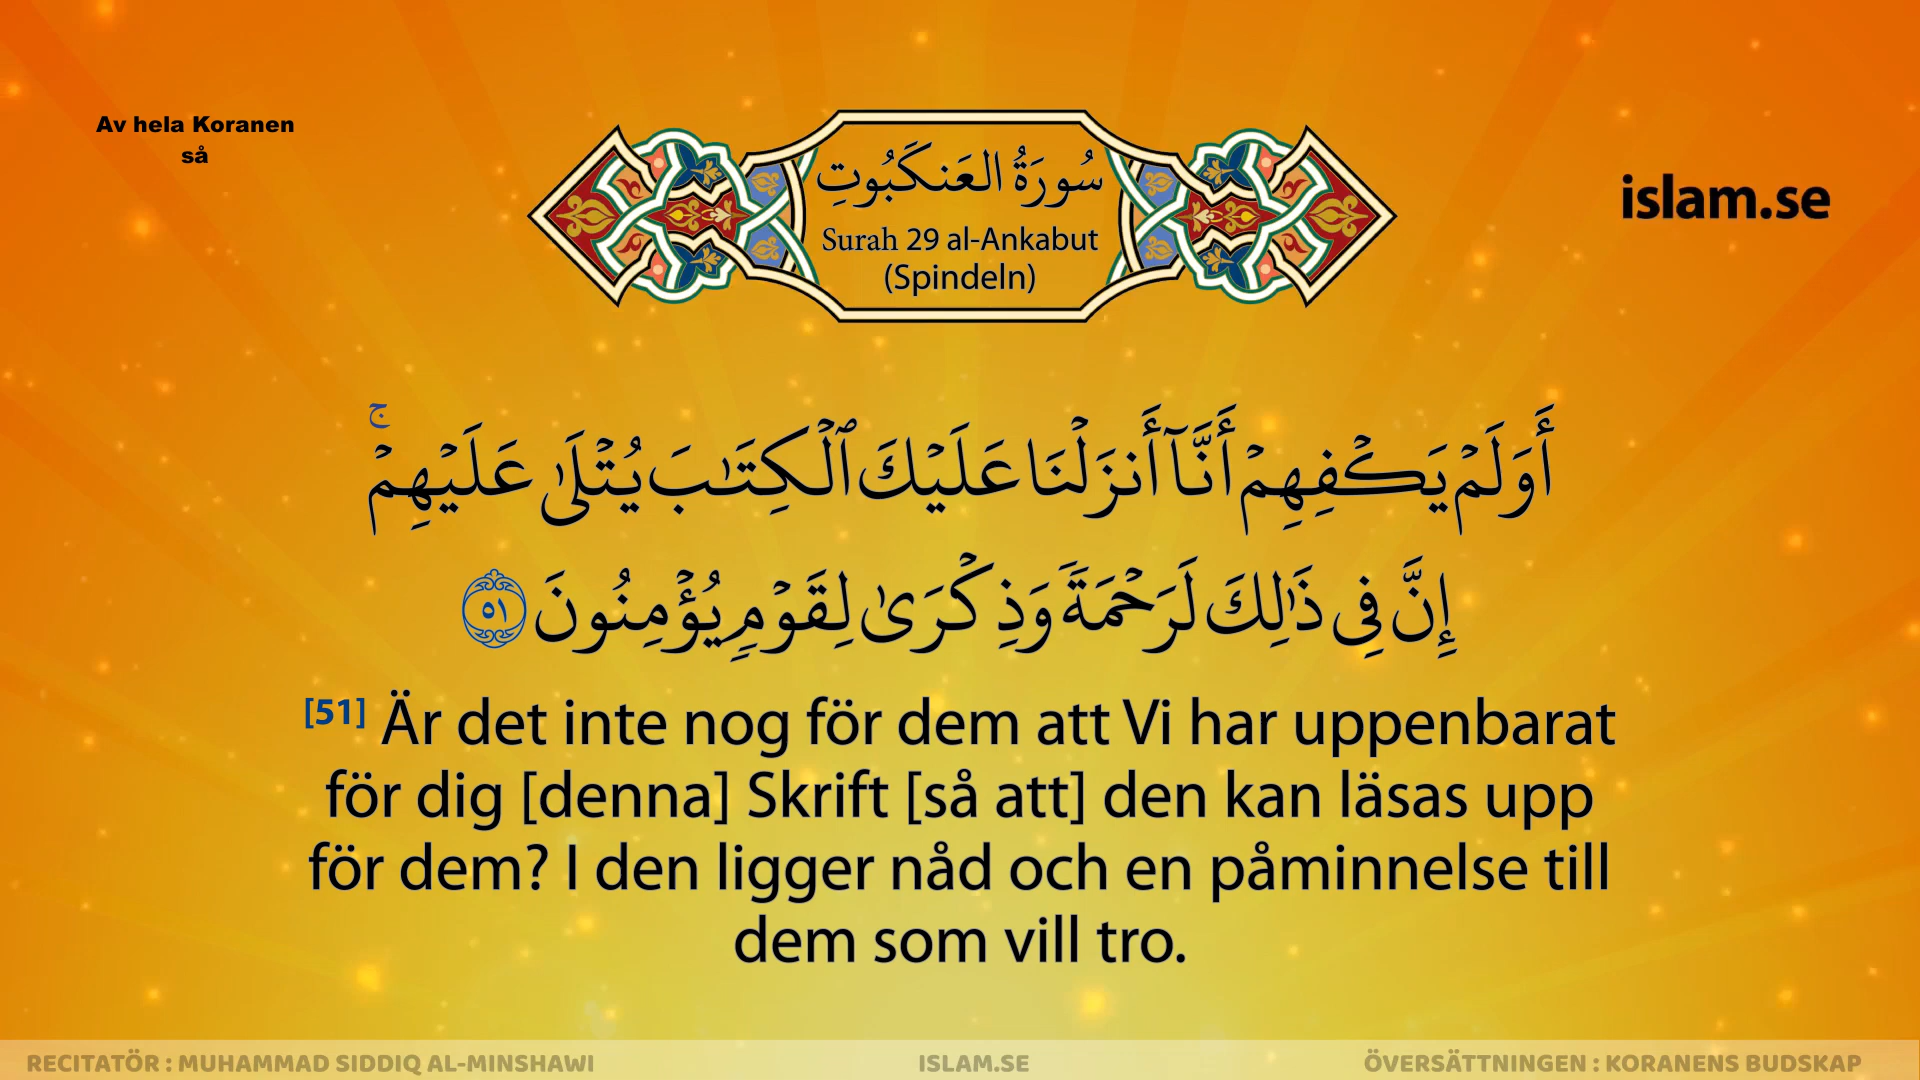 Av hela Koranen
så
سُورَةُ العَنكَبُوتِ
Surah 29 al-Ankabut
(Spindeln)
islam.se
أَوَلَمۡ يَكۡفِهِمۡ أَنَّآ أَنزَلۡنَا عَلَيۡكَ ٱلۡكِتَٰبَ يُتۡلَىٰ عَلَيۡهِمۡۚ
إِنَّ فِي ذَٰلِكَ لَرَحۡمَةٗ وَذِكۡرَىٰ لِقَوۡمٖ يُؤۡمِنُونَ ٥١
[51] Är det inte nog för dem att Vi har uppenbarat
för dig [denna] Skrift [så att] den kan läsas upp
för dem? I den ligger nåd och en påminnelse till
dem som vill tro.
RECITATÖR : MUHAMMAD SIDDIQ AL-MINSHAWI
ISLAM.SE
ÖVERSÄTTNINGEN : KORANENS BUDSKAP